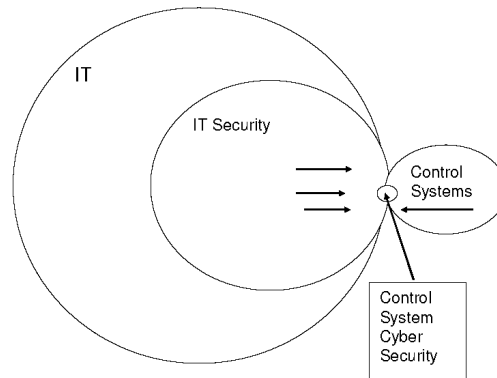 IT
IT Security
Control
Systems
Control
System
Cyber
Security